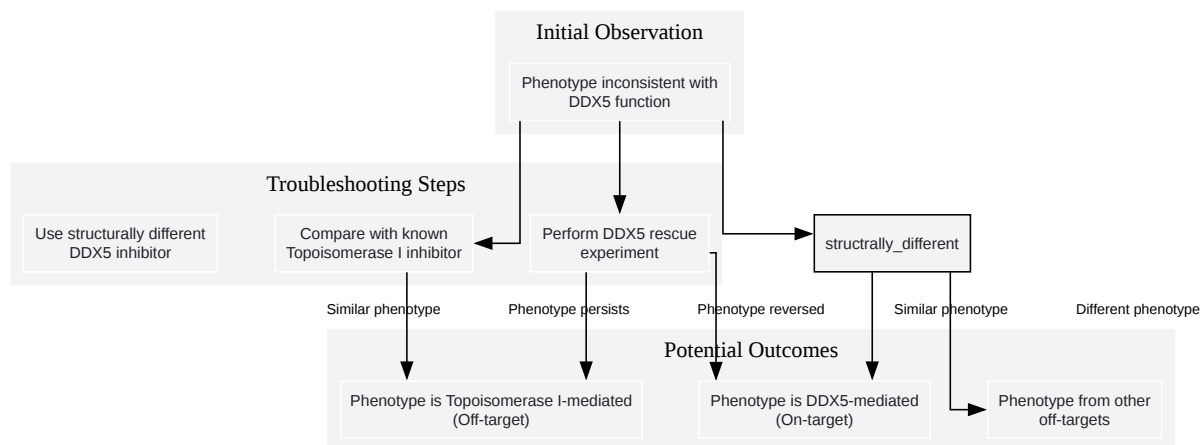 Initial Observation
Phenotype inconsistent with
DDX5 function
Troubleshooting Steps
Use structurally different
DDX5 inhibitor
Compare with known
Topoisomerase I inhibitor
Perform DDX5 rescue
experiment
structrally_different
Similar phenotype
Phenotype persists
Phenotype reversed
Similar phenotype
Different phenotype
Potential Outcomes
Phenotype is Topoisomerase I-mediated
(Off-target)
Phenotype is DDX5-mediated
(On-target)
Phenotype from other
off-targets